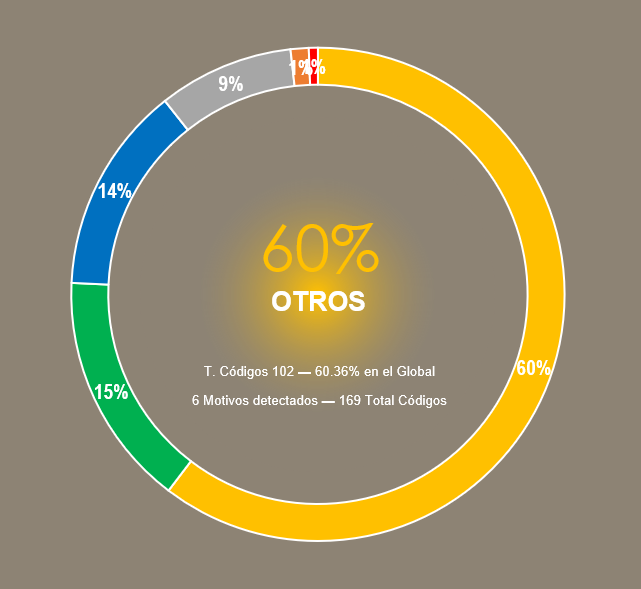 9%
1%
14%
60%
OTROS
T. Códigos 102 — 60.36% en el Global
60%
15%
6 Motivos detectados — 169 Total Códigos